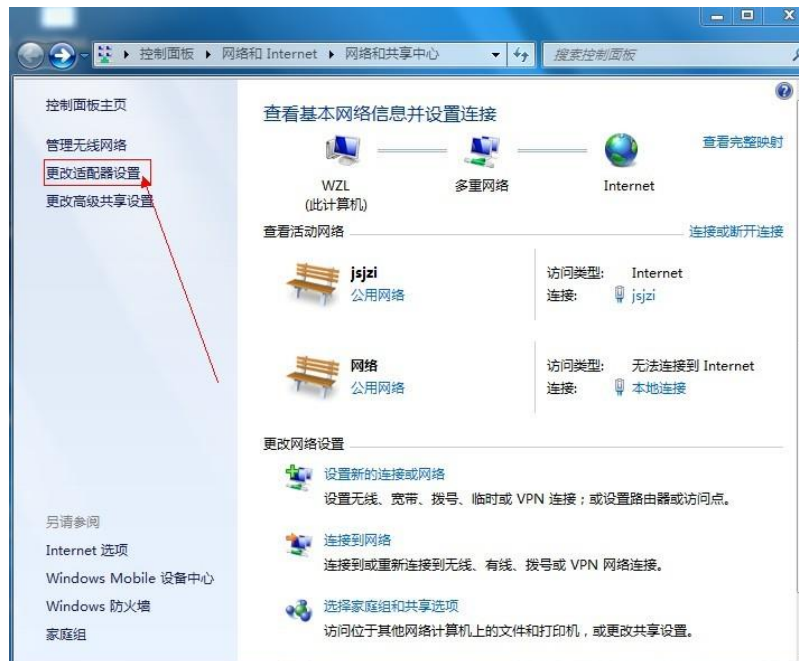 控制面板 网络和 Internet 网络和共享中心 搜索控制面板
控制面板主页
管理无线网络
更改适配器设置
更改高级共享设置
另请参阅
Internet 选项
Windows Mobile 设备中心
Windows 防火墙
家庭组
查看基本网络信息并设置连接
查看完整映射
WZL
(此计算机)
多重网络
Internet
查看活动网络
连接或断开连接
jsjzi
公用网络
访问类型: Internet
连接: jsjzi
网络
公用网络
访问类型: 无法连接到 Internet
连接: 本地连接
更改网络设置
设置新的连接或网络
设置无线、宽带、拨号、临时或 VPN 连接；或设置路由器或访问点。
连接到网络
连接到或重新连接到无线、有线、拨号或 VPN 网络连接。
选择家庭组和共享选项
访问位于其他网络计算机上的文件和打印机，或更改共享设置。